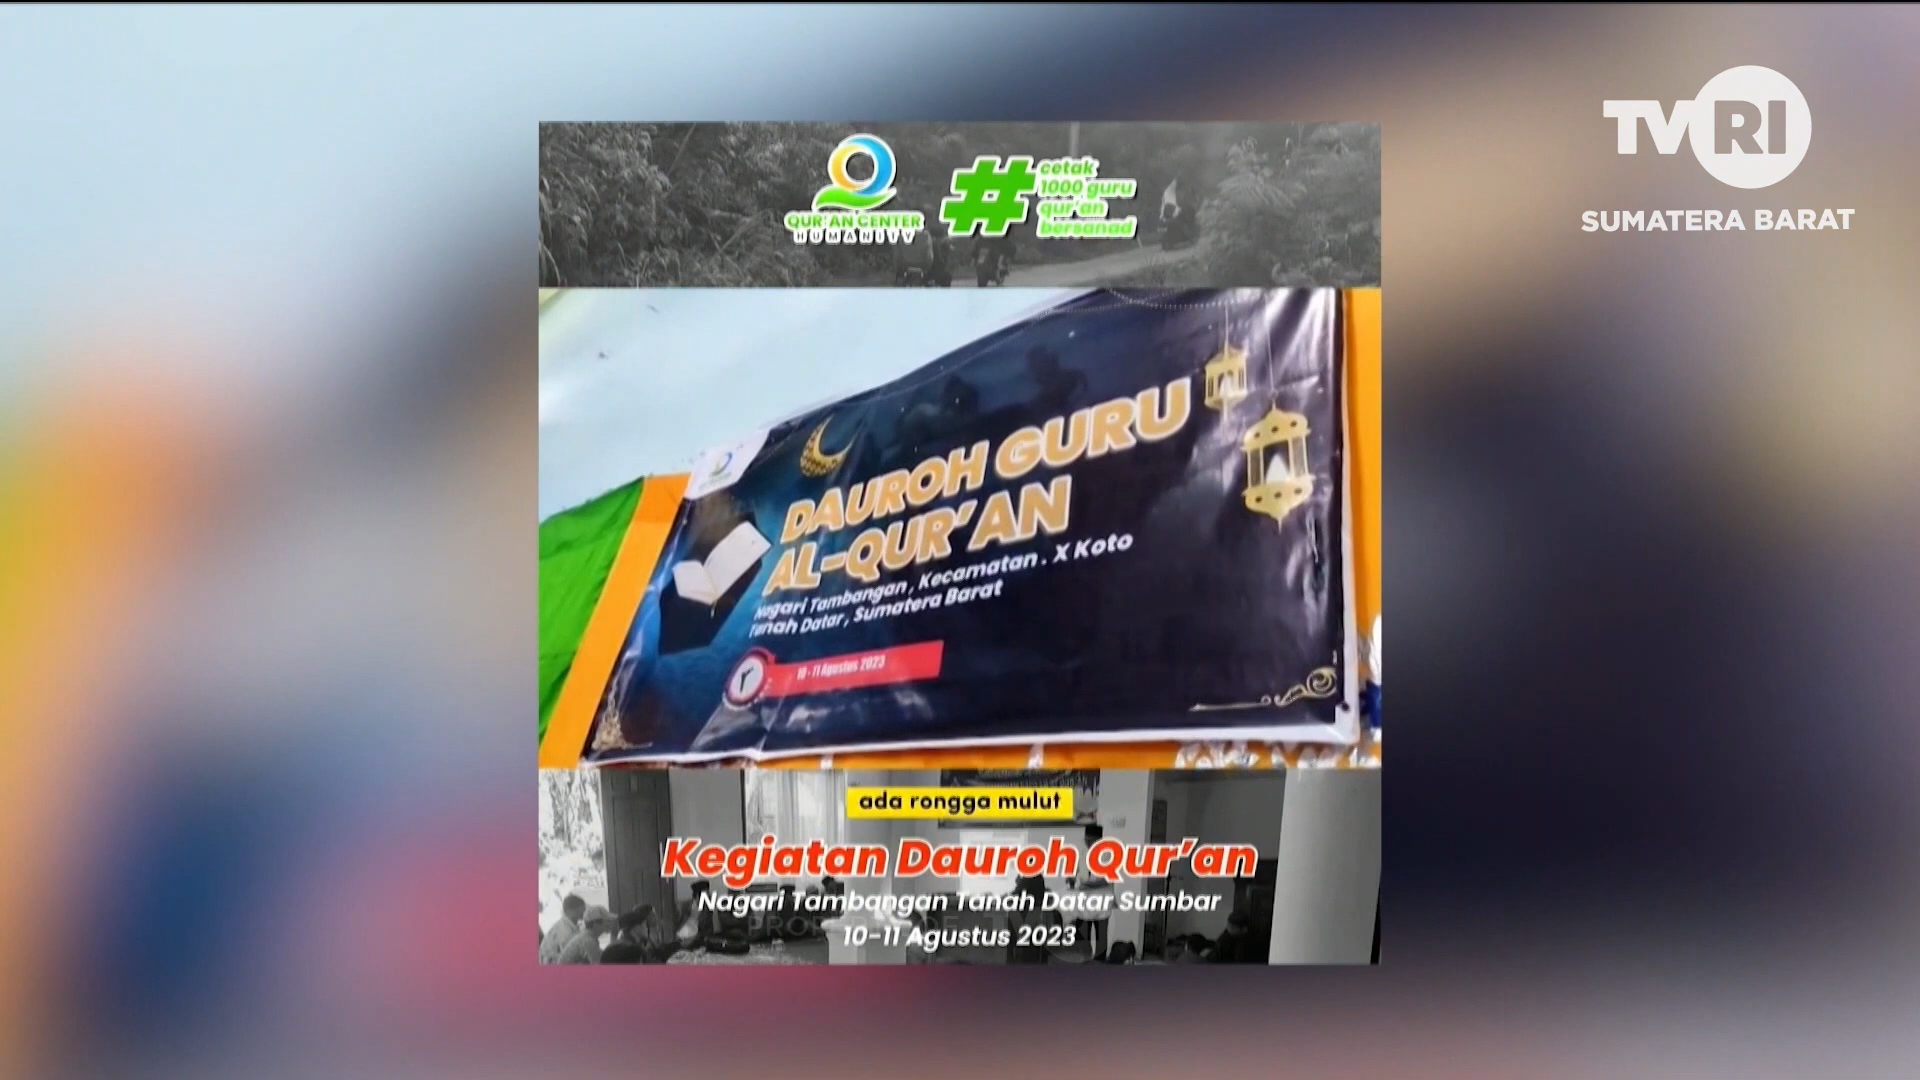 TVRI
SUMATERA BARAT
QUR'AN CENTER
HUMANITY
#
cetak
1000 guru
qur'an
bersanad
DAUROH GURU
AL-QUR'AN
Nagari Tambangan, Kecamatan. X Koto
Tanah Datar, Sumatera Barat
10 - 11 Agustus 2023
ada rongga mulut
Kegiatan Dauroh Qur'an
Nagari Tambangan Tanah Datar Sumbar
10-11 Agustus 2023